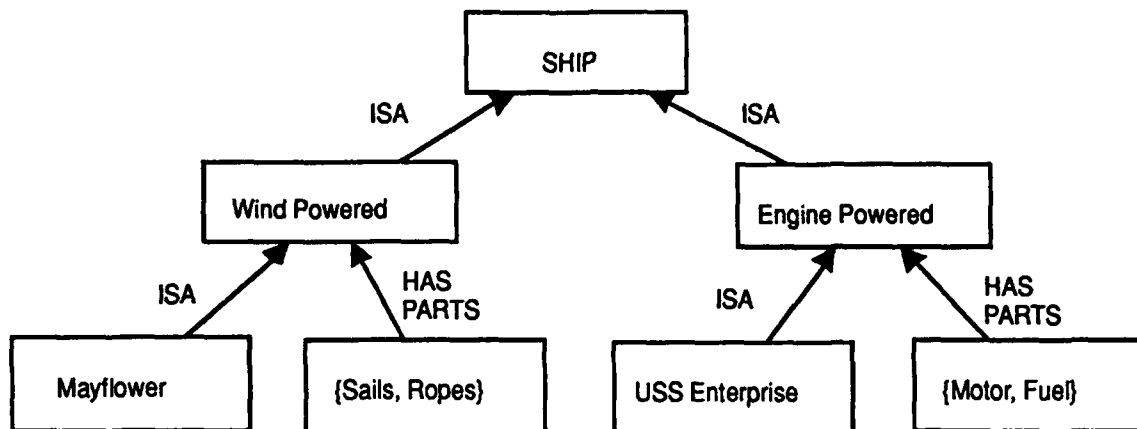 SHIP
ISA
ISA
Wind Powered
Engine Powered
ISA
HAS
PARTS
ISA
HAS
PARTS
Mayflower
{Sails, Ropes}
USS Enterprise
{Motor, Fuel}